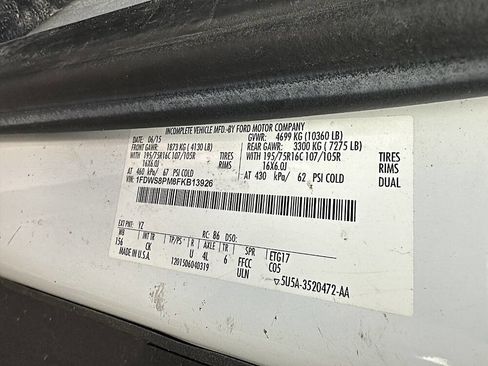 INCOMPLETE VEHICLE MFD.-BY FORD MOTOR COMPANY
DATE: 06/15 GVWR: 4699 KG (10360 LB)
FRONT GAWR: 1873 KG ( 4130 LB) REAR GAWR: 3300 KG ( 7275 LB)
WITH 195/75R16C 107/105R TIRES WITH 195/75R16C 107/105R TIRES
16X6.0J RIMS 16X6.0J RIMS
AT 460 kPa/ 67 PSI COLD AT 430 kPa/ 62 PSI COLD DUAL
VIN: 1FDWS8PM8FKB13926
EXT PNT: YZ RC: B6 DSO:
WB INT TR TP/PS R AXLE TR SPR ETG17
156 CK U 4L 6 FFCC C05
MADE IN U.S.A. 1201506040319 ULN
5U5A-3520472-AA